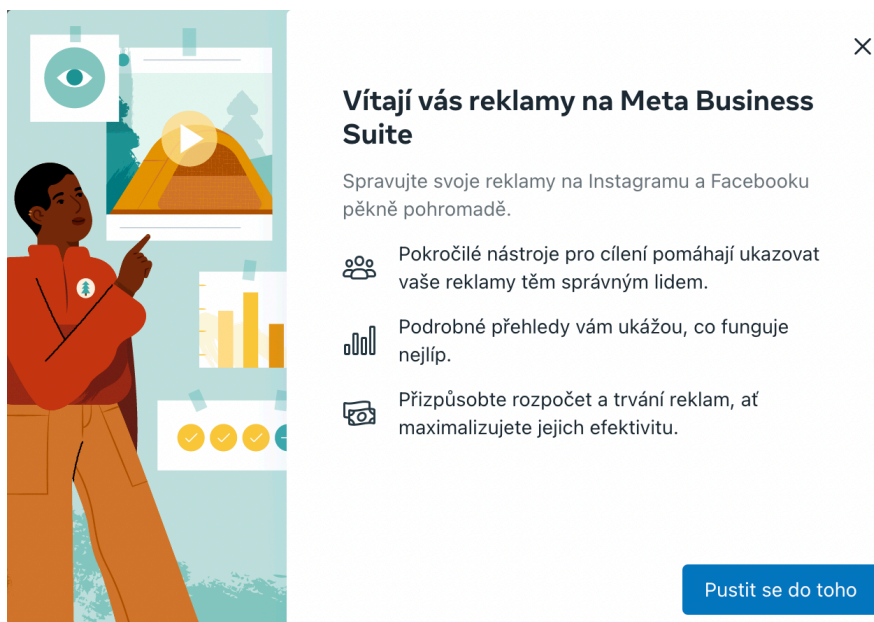 Vítají vás reklamy na Meta Business
Suite
Spravujte svoje reklamy na Instagramu a Facebooku
pěkně pohromadě.
Pokročilé nástroje pro cílení pomáhají ukazovat
vaše reklamy těm správným lidem.
Podrobné přehledy vám ukážou, co funguje
nejlíp.
Přizpůsobte rozpočet a trvání reklam, ať
maximalizujete jejich efektivitu.
Pustit se do toho